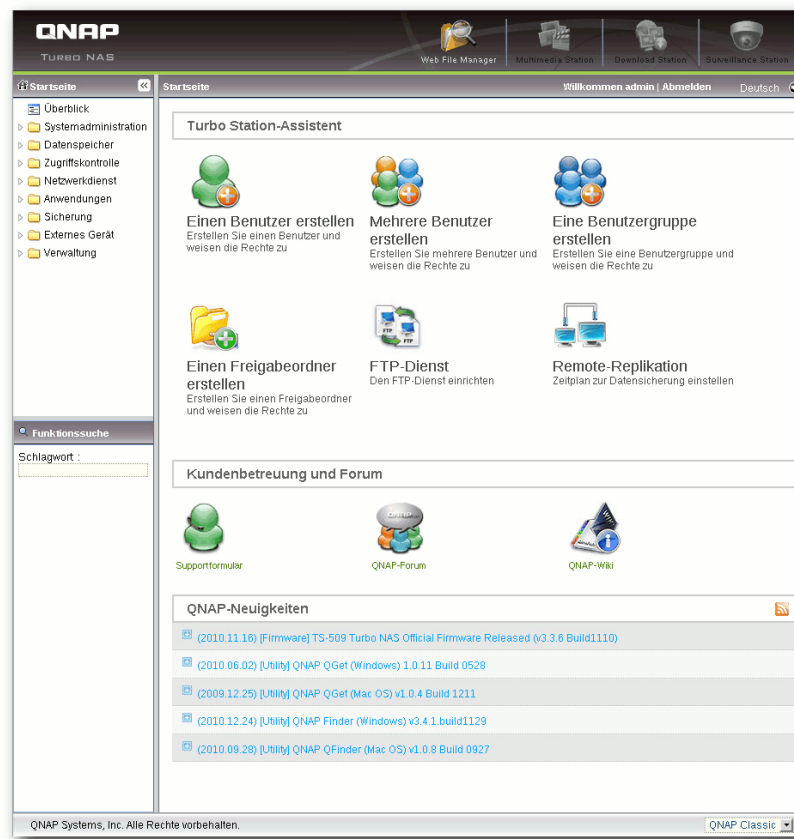 QNAP
TURBO NAS
Web File Manager
Multimedia Station
Download Station
Surveillance Station
Startseite
Startseite
Willkommen admin | Abmelden
Deutsch
Überblick
Systemadministration
Datenspeicher
Zugriffskontrolle
Netzwerkdienst
Anwendungen
Sicherung
Externes Gerät
Verwaltung
Funktionssuche
Schlagwort :
Turbo Station-Assistent
Einen Benutzer erstellen
Erstellen Sie einen Benutzer und
weisen die Rechte zu
Mehrere Benutzer
erstellen
Erstellen Sie mehrere Benutzer und
weisen die Rechte zu
Eine Benutzergruppe
erstellen
Erstellen Sie eine Benutzergruppe und
weisen die Rechte zu
Einen Freigabeordner
erstellen
Erstellen Sie einen Freigabeordner
und weisen die Rechte zu
FTP
FTP
FTP-Dienst
Den FTP-Dienst einrichten
Remote-Replikation
Zeitplan zur Datensicherung einstellen
Kundenbetreuung und Forum
Supportformular
QNAP
QNAP-Forum
WIKI
QNAP-Wiki
QNAP-Neuigkeiten
(2010.11.16) [Firmware] TS-509 Turbo NAS Official Firmware Released (v3.3.6 Build1110)
(2010.06.02) [Utility] QNAP QGet (Windows) 1.0.11 Build 0528
(2009.12.25) [Utility] QNAP QGet (Mac OS) v1.0.4 Build 1211
(2010.12.24) [Utility] QNAP Finder (Windows) v3.4.1.build1129
(2010.09.28) [Utility] QNAP QFinder (Mac OS) v1.0.8 Build 0927
QNAP Systems, Inc. Alle Rechte vorbehalten.
QNAP Classic